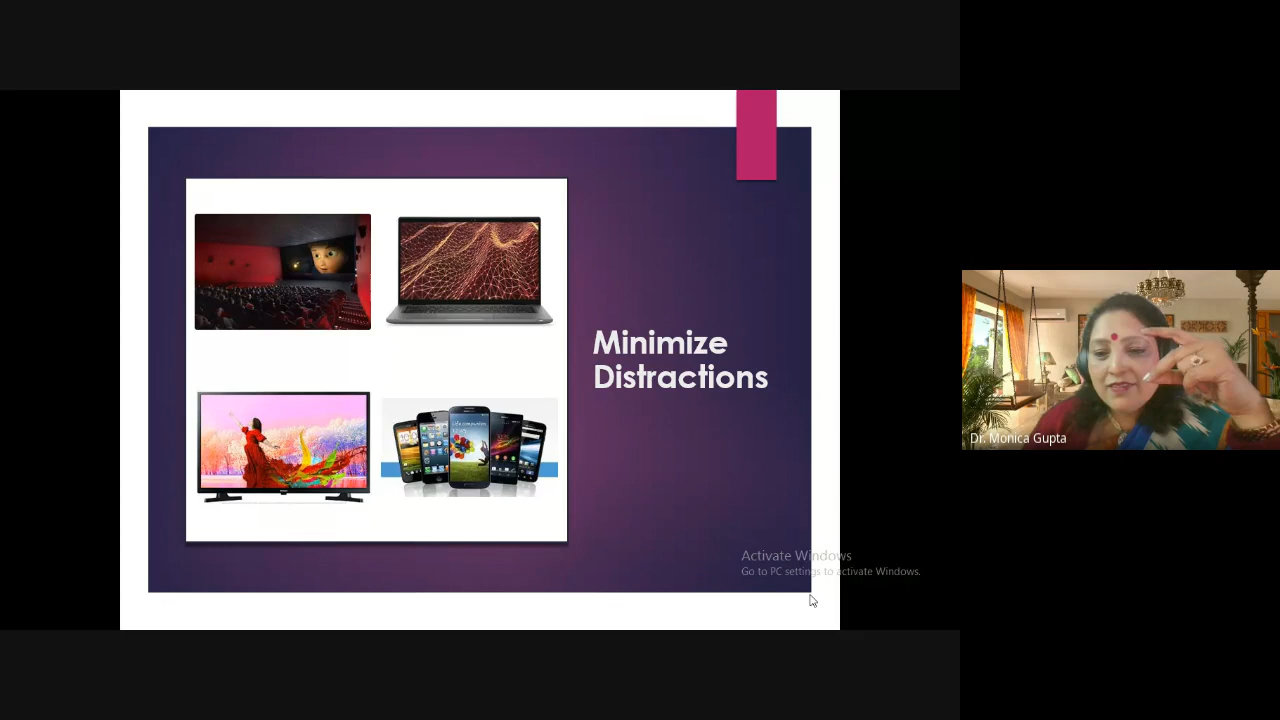 Minimize
Distractions
Activate Windows
Go to PC settings to activate Windows.
Dr. Monica Gupta